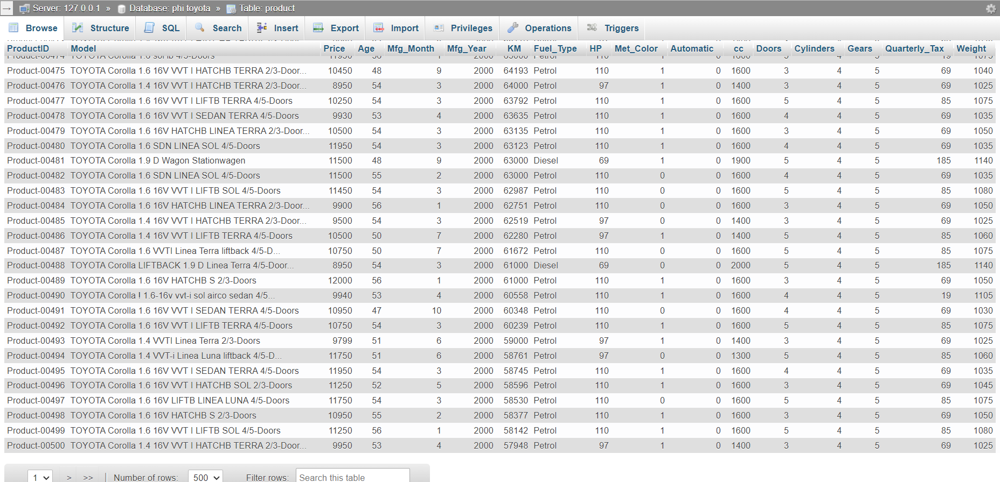 → Server: 127.0.0.1 » Database: phi toyota » Table: product
Browse Structure SQL Search Insert Export Import Privileges Operations Triggers
ProductID Model Price Age Mfg_Month Mfg_Year KM Fuel_Type HP Met_Color Automatic cc Doors Cylinders Gears Quarterly_Tax Weight
Product-00475 TOYOTA Corolla 1.6 16V VVT I HATCHB TERRA 2/3-Door... 10450 48 9 2000 64193 Petrol 110 1 0 1600 3 4 5 69 1040
Product-00476 TOYOTA Corolla 1.4 16V VVT I HATCHB TERRA 2/3-Door... 8950 54 3 2000 64000 Petrol 97 1 0 1400 3 4 5 69 1025
Product-00477 TOYOTA Corolla 1.6 16V VVT I LIFTB TERRA 4/5-Doors 10250 54 3 2000 63792 Petrol 110 1 0 1600 5 4 5 85 1075
Product-00478 TOYOTA Corolla 1.6 16V VVT I SEDAN TERRA 4/5-Doors 9930 53 4 2000 63635 Petrol 110 1 0 1600 4 4 5 69 1035
Product-00479 TOYOTA Corolla 1.6 16V HATCHB LINEA TERRA 2/3-Door... 10500 54 3 2000 63135 Petrol 110 1 0 1600 3 4 5 69 1050
Product-00480 TOYOTA Corolla 1.6 SDN LINEA SOL 4/5-Doors 11950 54 3 2000 63123 Petrol 110 1 0 1600 4 4 5 69 1035
Product-00481 TOYOTA Corolla 1.9 D Wagon Stationwagen 11500 48 9 2000 63000 Diesel 69 1 0 1900 5 4 5 185 1140
Product-00482 TOYOTA Corolla 1.6 SDN LINEA SOL 4/5-Doors 11500 55 2 2000 63000 Petrol 110 0 0 1600 4 4 5 69 1035
Product-00483 TOYOTA Corolla 1.6 16V VVT I LIFTB SOL 4/5-Doors 11450 54 3 2000 62987 Petrol 110 0 0 1600 5 4 5 85 1080
Product-00484 TOYOTA Corolla 1.6 16V HATCHB LINEA TERRA 2/3-Door... 9900 56 1 2000 62751 Petrol 110 0 0 1600 3 4 5 69 1050
Product-00485 TOYOTA Corolla 1.4 16V VVT I HATCHB TERRA 2/3-Door... 9500 54 3 2000 62519 Petrol 97 0 0 1400 3 4 5 69 1025
Product-00486 TOYOTA Corolla 1.4 16V VVT I LIFTB TERRA 4/5-Doors 10500 50 7 2000 62280 Petrol 97 1 0 1400 5 4 5 85 1060
Product-00487 TOYOTA Corolla 1.6 VVTI Linea Terra liftback 4/5-D... 10750 50 7 2000 61672 Petrol 110 0 0 1600 5 4 5 85 1075
Product-00488 TOYOTA Corolla LIFTBACK 1.9 D Linea Terra 4/5-Door... 8950 54 3 2000 61000 Diesel 69 0 0 2000 5 4 5 185 1140
Product-00489 TOYOTA Corolla 1.6 16V HATCHB S 2/3-Doors 12000 56 1 2000 61000 Petrol 110 1 0 1600 3 4 5 69 1050
Product-00490 TOYOTA Corolla ! 1.6-16v vvt-i sol airco sedan 4/5... 9940 53 4 2000 60558 Petrol 110 1 0 1600 4 4 5 19 1105
Product-00491 TOYOTA Corolla 1.6 16V VVT I SEDAN TERRA 4/5-Doors 10950 47 10 2000 60348 Petrol 110 0 0 1600 4 4 5 69 1030
Product-00492 TOYOTA Corolla 1.6 16V VVT I LIFTB TERRA 4/5-Doors 10750 54 3 2000 60239 Petrol 110 1 0 1600 5 4 5 85 1075
Product-00493 TOYOTA Corolla 1.4 VVTI Linea Terra 2/3-Doors 9799 51 6 2000 59000 Petrol 97 1 0 1400 3 4 5 69 1025
Product-00494 TOYOTA Corolla 1.4 VVT-i Linea Luna liftback 4/5-D... 11750 51 6 2000 58761 Petrol 97 0 0 1300 5 4 5 85 1060
Product-00495 TOYOTA Corolla 1.6 16V VVT I SEDAN TERRA 4/5-Doors 11950 54 3 2000 58745 Petrol 110 1 0 1600 4 4 5 69 1035
Product-00496 TOYOTA Corolla 1.6 16V VVT I HATCHB SOL 2/3-Doors 11250 52 5 2000 58596 Petrol 110 1 0 1600 3 4 5 69 1045
Product-00497 TOYOTA Corolla 1.6 16V LIFTB LINEA LUNA 4/5-Doors 11750 54 3 2000 58530 Petrol 110 0 0 1600 5 4 5 85 1075
Product-00498 TOYOTA Corolla 1.6 16V HATCHB S 2/3-Doors 10950 55 2 2000 58377 Petrol 110 1 0 1600 3 4 5 69 1050
Product-00499 TOYOTA Corolla 1.6 16V VVT I LIFTB SOL 4/5-Doors 11250 56 1 2000 58142 Petrol 110 1 0 1600 5 4 5 85 1080
Product-00500 TOYOTA Corolla 1.4 16V VVT I HATCHB TERRA 2/3-Door... 9950 53 4 2000 57948 Petrol 97 1 0 1400 3 4 5 69 1025
1 > >> | Number of rows: 500 Filter rows: Search this table